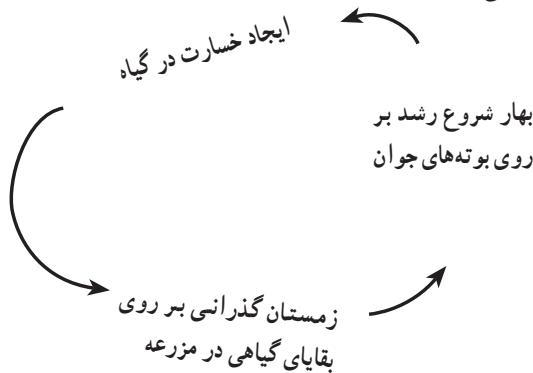 ایجاد خسارت در گیاه
بهار شروع رشد بر
روی بوته‌های جوان
زمستان گذرانی بر روی
بقایای گیاهی در مزرعه